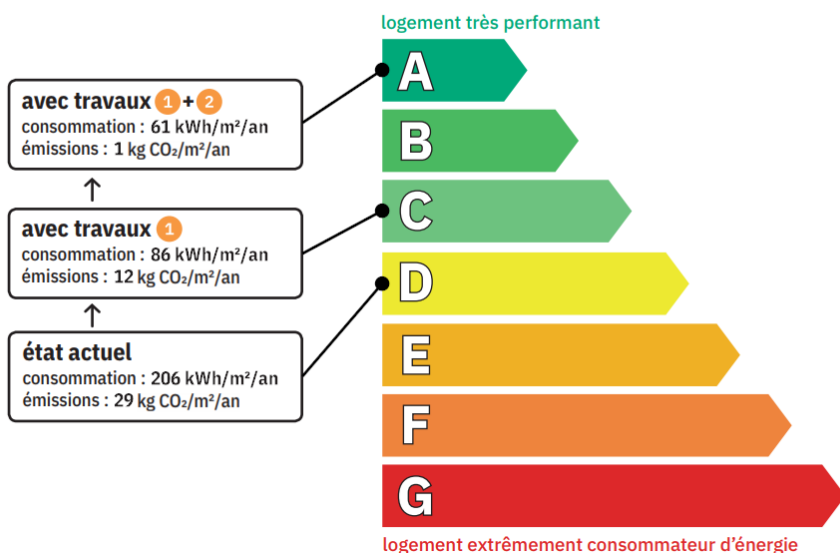 logement très performant
A
avec travaux 1 + 2
consommation : 61 kWh/m²/an
émissions : 1 kg CO₂/m²/an
B
avec travaux 1
consommation : 86 kWh/m²/an
émissions : 12 kg CO₂/m²/an
C
D
état actuel
consommation : 206 kWh/m²/an
émissions : 29 kg CO₂/m²/an
E
F
G
logement extrêmement consommateur d'énergie